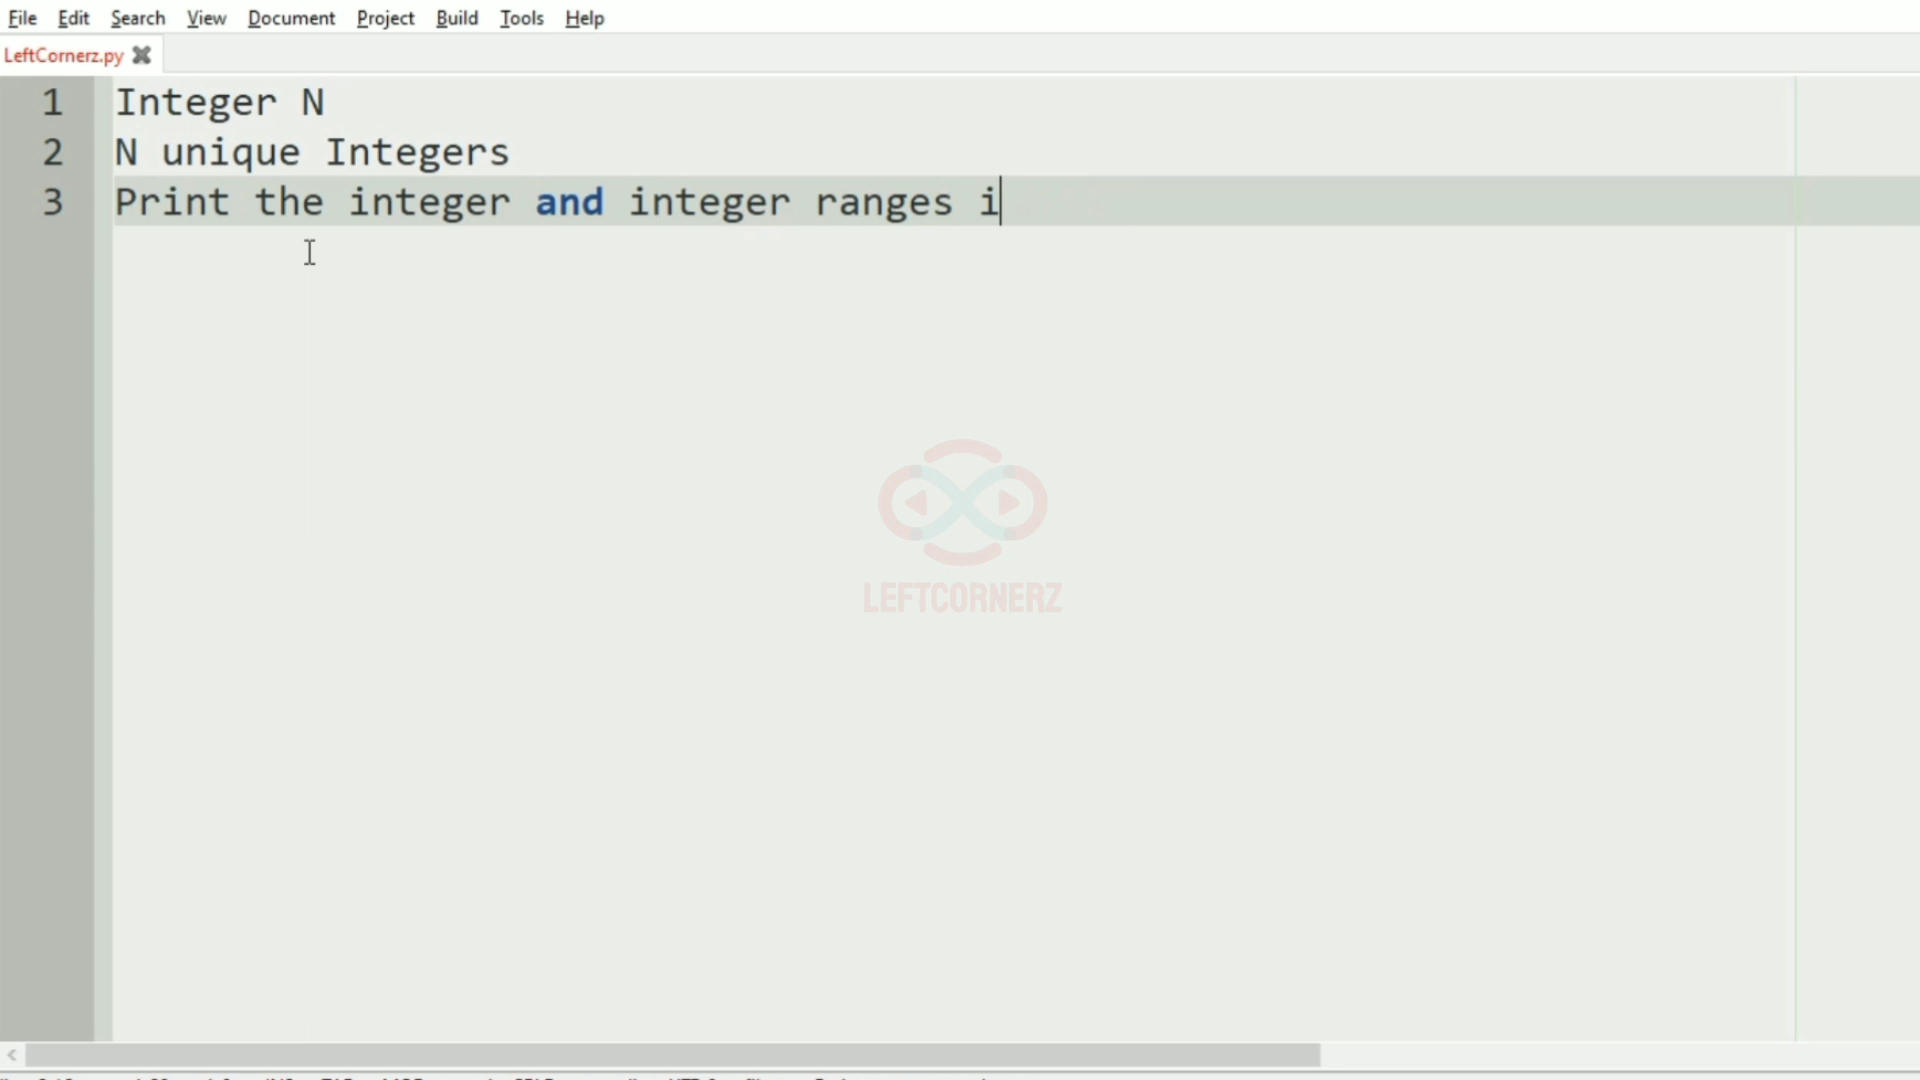 File Edit Search View Document Project Build Tools Help
LeftCornerz.py
1 Integer N
2 N unique Integers
3 Print the integer and integer ranges i
LEFTCORNERZ